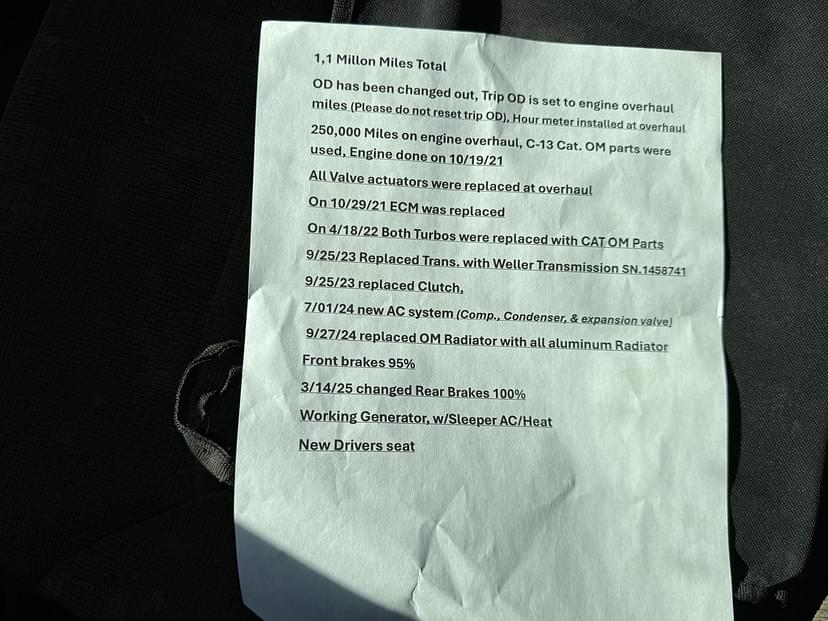 1,1 Millon Miles Total
OD has been changed out, Trip OD is set to engine overhaul
miles (Please do not reset trip OD), Hour meter installed at overhaul
250,000 Miles on engine overhaul, C-13 Cat. OM parts were
used, Engine done on 10/19/21
All Valve actuators were replaced at overhaul
On 10/29/21 ECM was replaced
On 4/18/22 Both Turbos were replaced with CAT OM Parts
9/25/23 Replaced Trans. with Weller Transmission SN.1458741
9/25/23 replaced Clutch,
7/01/24 new AC system (Comp., Condenser, & expansion valve)
9/27/24 replaced OM Radiator with all aluminum Radiator
Front brakes 95%
3/14/25 changed Rear Brakes 100%
Working Generator, w/Sleeper AC/Heat
New Drivers seat